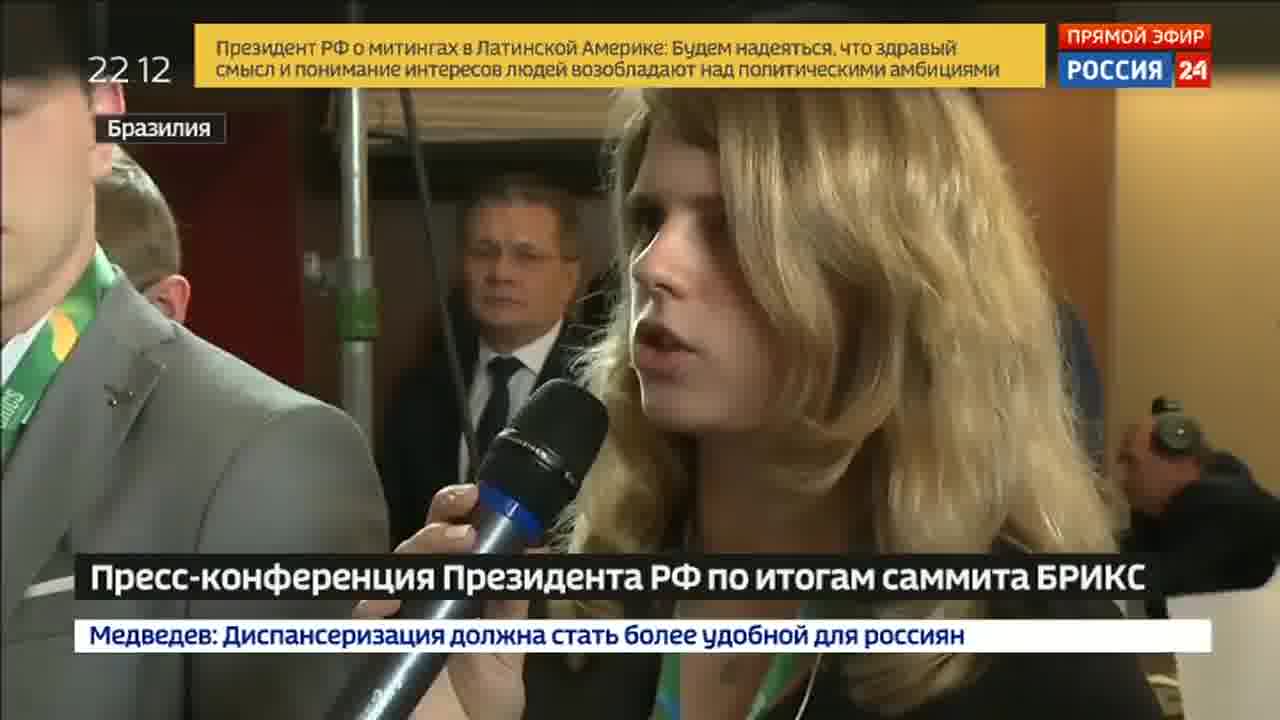 22 12
Президент РФ о митингах в Латинской Америке: Будем надеяться, что здравый
смысл и понимание интересов людей возобладают над политическими амбициями
ПРЯМОЙ ЭФИР
РОССИЯ 24
Бразилия
Пресс-конференция Президента РФ по итогам саммита БРИКС
Медведев: Диспансеризация должна стать более удобной для россиян